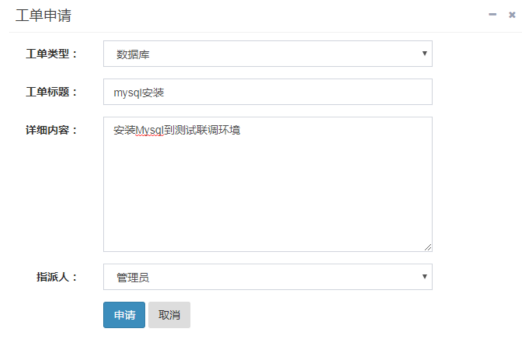 工单申请
工单类型： 数据库
工单标题： mysql安装
详细内容： 安装Mysql到测试联调环境
指派人： 管理员
申请 取消